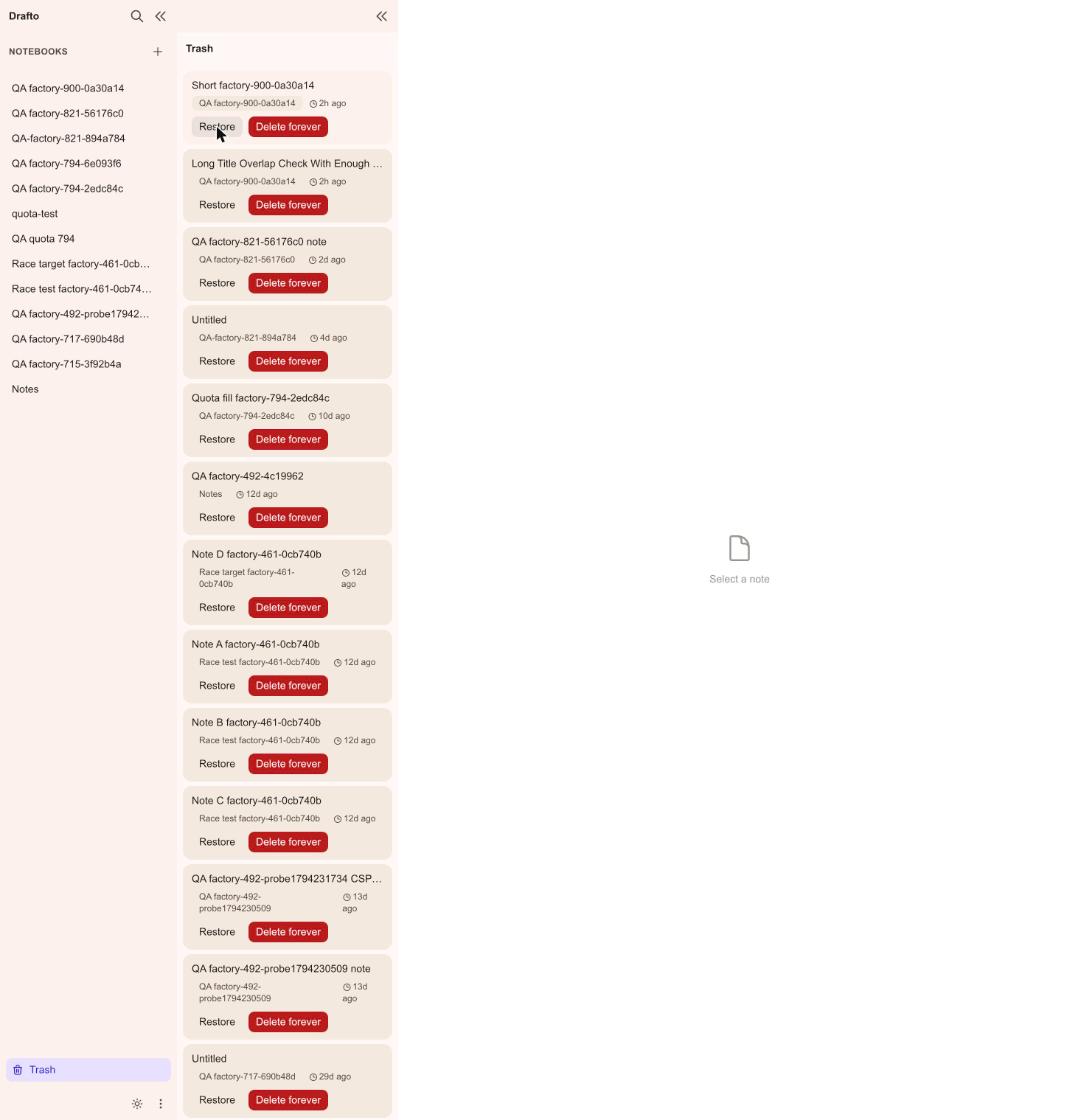 Drafto
NOTEBOOKS
QA factory-900-0a30a14
QA factory-821-56176c0
QA-factory-821-894a784
QA factory-794-6e093f6
QA factory-794-2edc84c
quota-test
QA quota 794
Race target factory-461-0cb…
Race test factory-461-0cb74…
QA factory-492-probe17942…
QA factory-717-690b48d
QA factory-715-3f92b4a
Notes
Trash
Trash
Short factory-900-0a30a14
QA factory-900-0a30a14 2h ago
Restore Delete forever
Long Title Overlap Check With Enough …
QA factory-900-0a30a14 2h ago
Restore Delete forever
QA factory-821-56176c0 note
QA factory-821-56176c0 2d ago
Restore Delete forever
Untitled
QA-factory-821-894a784 4d ago
Restore Delete forever
Quota fill factory-794-2edc84c
QA factory-794-2edc84c 10d ago
Restore Delete forever
QA factory-492-4c19962
Notes 12d ago
Restore Delete forever
Note D factory-461-0cb740b
Race target factory-461- 12d
0cb740b ago
Restore Delete forever
Note A factory-461-0cb740b
Race test factory-461-0cb740b 12d ago
Restore Delete forever
Note B factory-461-0cb740b
Race test factory-461-0cb740b 12d ago
Restore Delete forever
Note C factory-461-0cb740b
Race test factory-461-0cb740b 12d ago
Restore Delete forever
QA factory-492-probe1794231734 CSP…
QA factory-492- 13d
probe1794230509 ago
Restore Delete forever
QA factory-492-probe1794230509 note
QA factory-492- 13d
probe1794230509 ago
Restore Delete forever
Untitled
QA factory-717-690b48d 29d ago
Restore Delete forever
Select a note